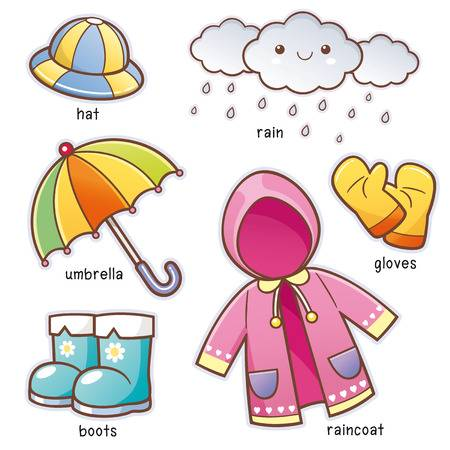 hat
rain
umbrella
gloves
boots
raincoat